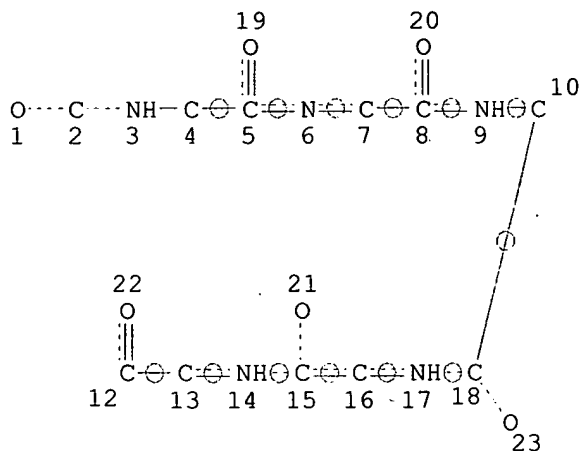 19 20
O O
O C NH C C N C C NH C 10
1 2 3 4 5 6 7 8 9
22 21
O O
C C NH C C NH C
12 13 14 15 16 17 18
O
23